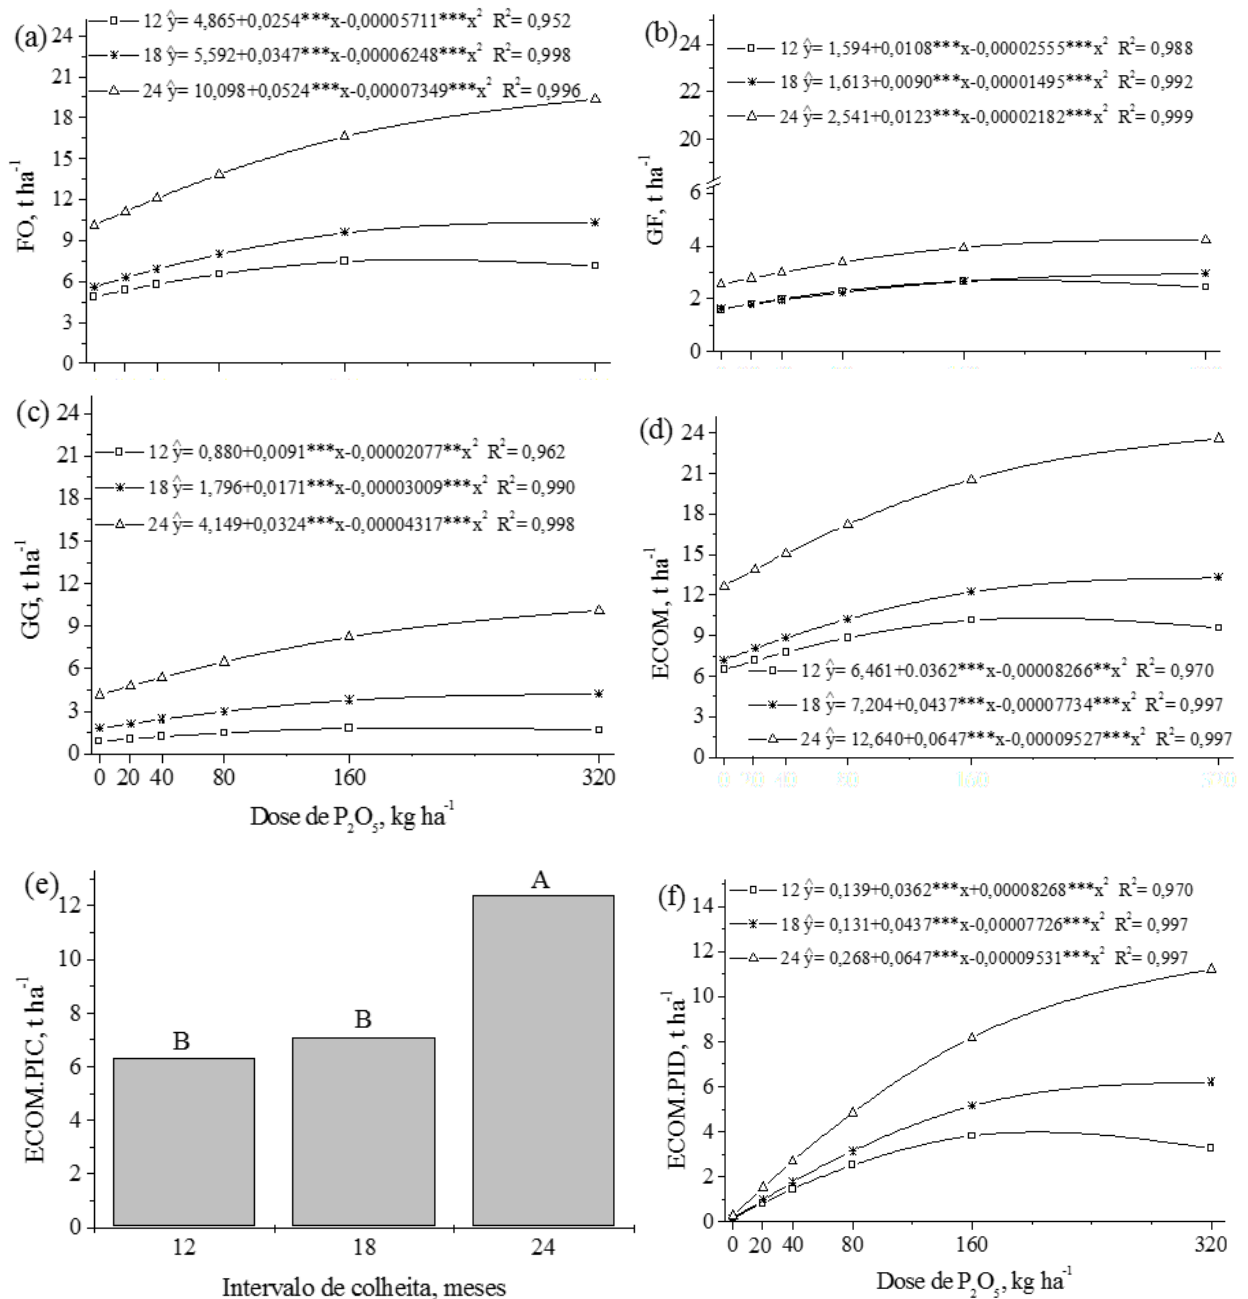 (a)
12 ŷ= 4,865+0,0254***x-0,00005711***x² R²= 0,952
18 ŷ= 5,592+0,0347***x-0,00006248***x² R²= 0,998
24 ŷ= 10,098+0,0524***x-0,00007349***x² R²= 0,996
24
21
18
15
12
9
6
3
0
FO, t ha⁻¹
(b)
12 ŷ= 1,594+0,0108***x-0,00002555***x² R²= 0,988
18 ŷ= 1,613+0,0090***x-0,00001495***x² R²= 0,992
24 ŷ= 2,541+0,0123***x-0,00002182***x² R²= 0,999
24
22
20
6
4
2
0
GF, t ha⁻¹
(c)
12 ŷ= 0,880+0,0091***x-0,00002077**x² R²= 0,962
18 ŷ= 1,796+0,0171***x-0,00003009***x² R²= 0,990
24 ŷ= 4,149+0,0324***x-0,00004317***x² R²= 0,998
24
21
18
15
12
9
6
3
0
GG, t ha⁻¹
0 20 40 80 160 320
Dose de P₂O₅, kg ha⁻¹
(d)
24
21
18
15
12
9
6
3
0
ECOM, t ha⁻¹
12 ŷ= 6,461+0.0362***x-0,00008266**x² R²= 0,970
18 ŷ= 7,204+0,0437***x-0,00007734***x² R²= 0,997
24 ŷ= 12,640+0,0647***x-0,00009527***x² R²= 0,997
0 20 40 80 160 320
(e)
12
10
8
6
4
2
0
ECOM.PIC, t ha⁻¹
B
B
A
12 18 24
Intervalo de colheita, meses
(f)
12 ŷ= 0,139+0,0362***x+0,00008268***x² R²= 0,970
18 ŷ= 0,131+0,0437***x-0,00007726***x² R²= 0,997
24 ŷ= 0,268+0,0647***x-0,00009531***x² R²= 0,997
14
12
10
8
6
4
2
0
ECOM.PID, t ha⁻¹
0 20 40 80 160 320
Dose de P₂O₅, kg ha⁻¹